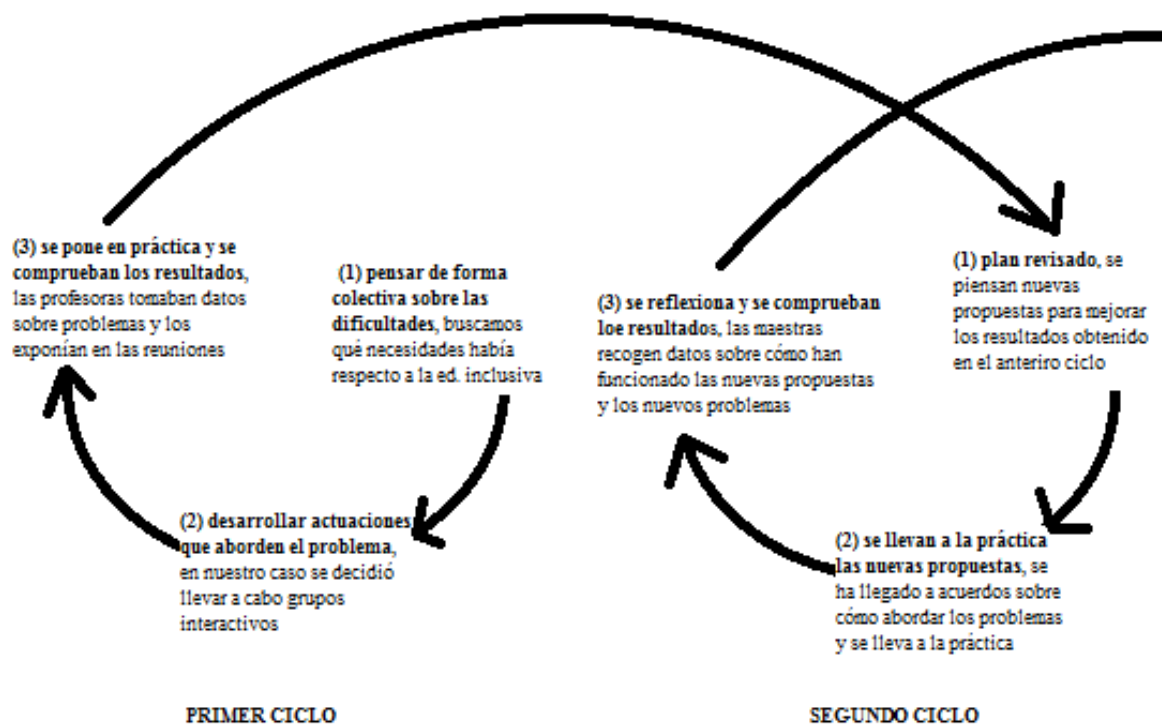 (3) se pone en práctica y se
comprueban los resultados,
las profesoras tomaban datos
sobre problemas y los
exponían en las reuniones
(1) pensar de forma
colectiva sobre las
dificultades, buscamos
qué necesidades había
respecto a la ed. inclusiva
(2) desarrollar actuaciones
que aborden el problema,
en nuestro caso se decidió
llevar a cabo grupos
interactivos
PRIMER CICLO
(1) plan revisado, se
piensan nuevas
propuestas para mejorar
los resultados obtenido
en el anteriro ciclo
(3) se reflexiona y se comprueban
loe resultados, las maestras
recogen datos sobre cómo han
funcionado las nuevas propuestas
y los nuevos problemas
(2) se llevan a la práctica
las nuevas propuestas, se
ha llegado a acuerdos sobre
cómo abordar los problemas
y se lleva a la práctica
SEGUNDO CICLO